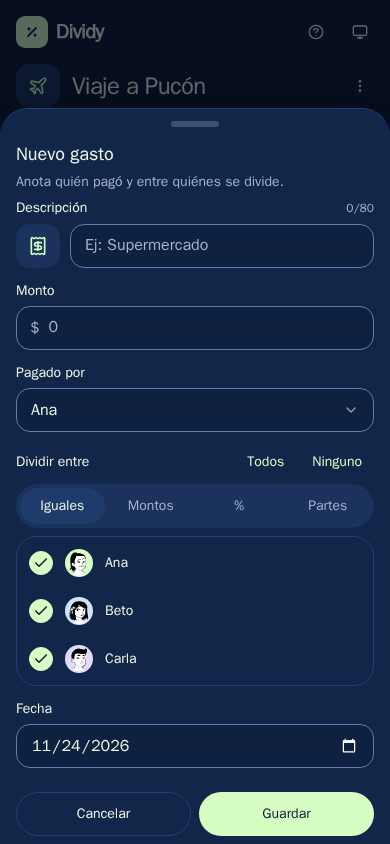 Dividy
Viaje a Pucón
Nuevo gasto
Anota quién pagó y entre quiénes se divide.
Descripción 0/80
Ej: Supermercado
Monto
$ 0
Pagado por
Ana
Dividir entre Todos Ninguno
Iguales Montos % Partes
Ana
Beto
Carla
Fecha
11/24/2026
Cancelar Guardar